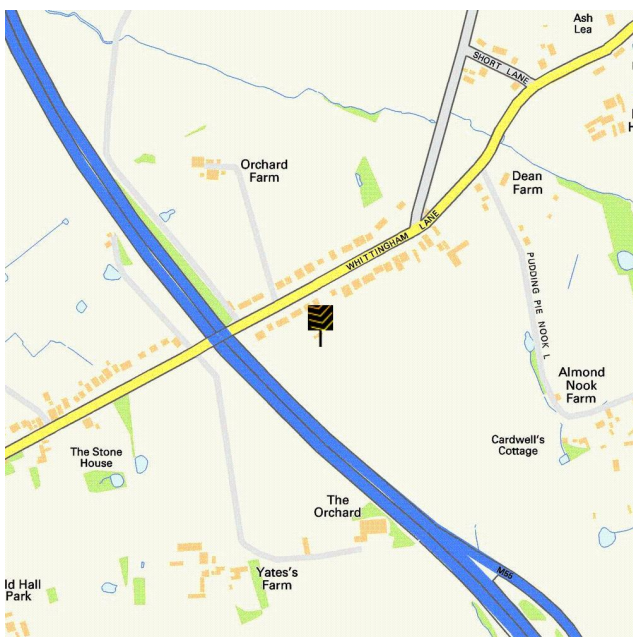 Ash
Lea
SHORT LANE
Orchard
Farm
Dean
Farm
WHITTINGHAM LANE
PUDDING PIE NOOK L
Almond
Nook
Farm
Cardwell's
Cottage
The Stone
House
The
Orchard
Yate's
Farm
M55
ld Hall
Park
H